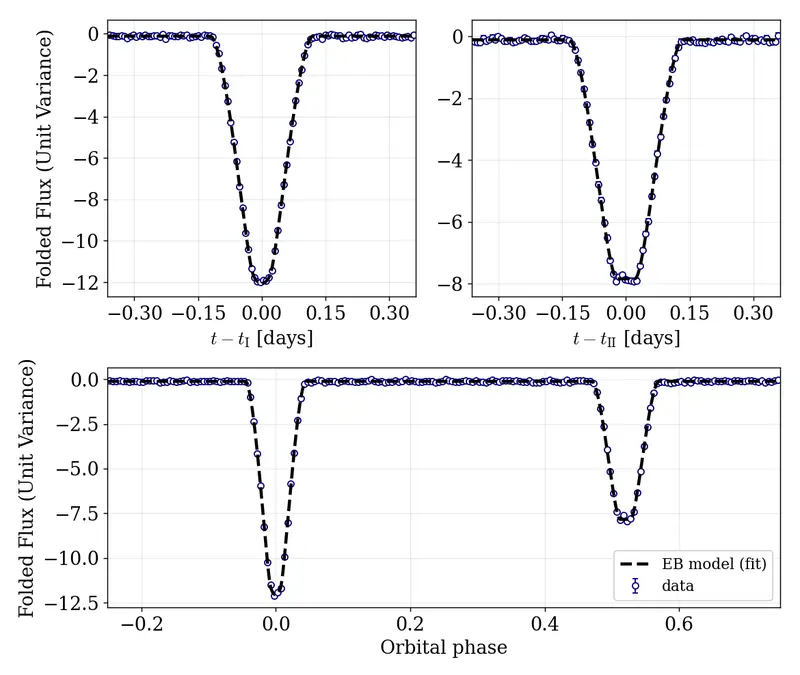 Folded Flux (Unit Variance)
0
−2
−4
−6
−8
−10
−12
−0.30 −0.15 0.00 0.15 0.30
t − tI [days]
0
−2
−4
−6
−8
−0.30 −0.15 0.00 0.15 0.30
t − tII [days]
Folded Flux (Unit Variance)
0.0
−2.5
−5.0
−7.5
−10.0
−12.5
−0.2 0.0 0.2 0.4 0.6
Orbital phase
EB model (fit)
data